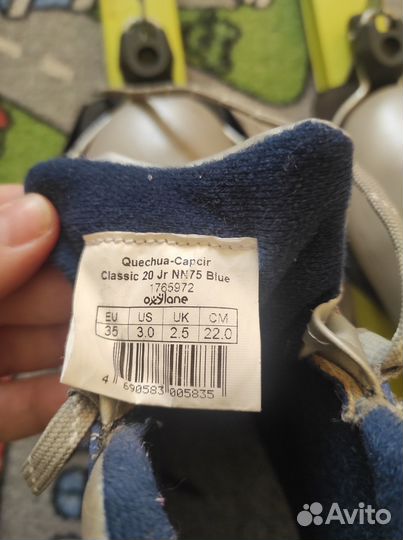 Quechua-Capcir
Classic 20 Jr NN75 Blue
1765972
oxylane
EU US UK CM
35 3.0 2.5 22.0
4 690583 005835
Avito